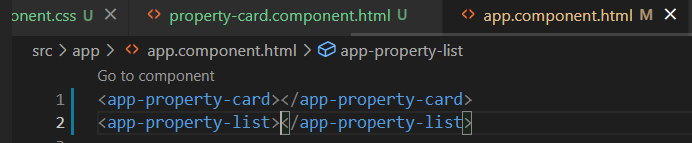 onent.css U property-card.component.html U app.component.html M
src > app > app.component.html > app-property-list
Go to component
1 <app-property-card></app-property-card>
2 <app-property-list></app-property-list>